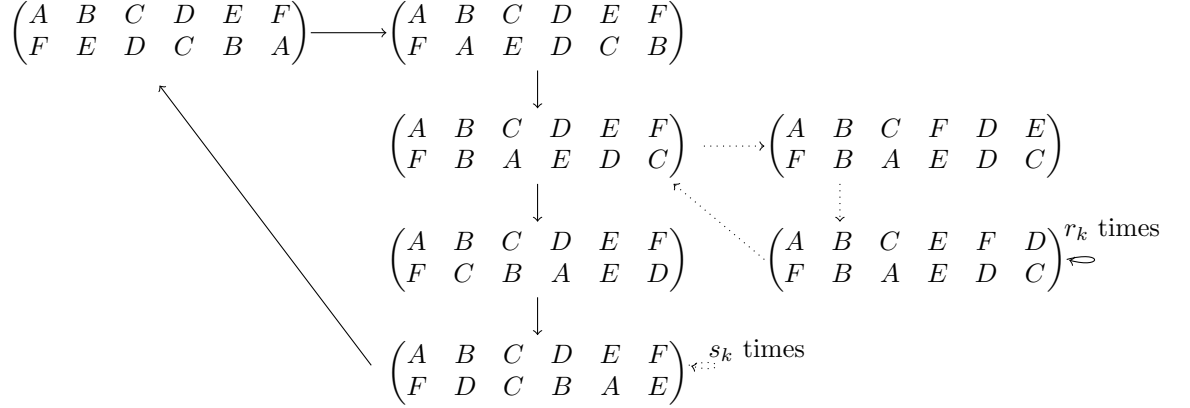 A B C D E F
F E D C B A
A B C D E F
F A E D C B
A B C D E F
F B A E D C
A B C F D E
F B A E D C
A B C D E F
F C B A E D
A B C E F D
F B A E D C
r_k times
A B C D E F
F D C B A E
s_k times